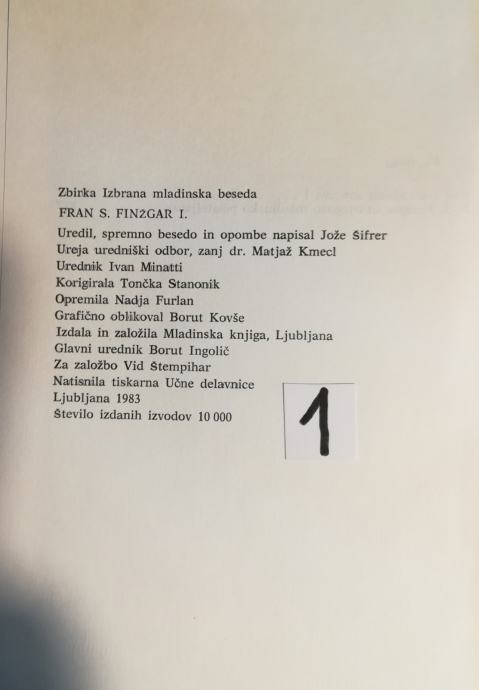 Zbirka Izbrana mladinska beseda
FRAN S. FINŽGAR I.
Uredil, spremno besedo in opombe napisal Jože Šifrer
Ureja uredniški odbor, zanj dr. Matjaž Kmecl
Urednik Ivan Minatti
Korigirala Tončka Stanonik
Opremila Nadja Furlan
Grafično oblikoval Borut Kovše
Izdala in založila Mladinska knjiga, Ljubljana
Glavni urednik Borut Ingolič
Za založbo Vid Štempihar
Natisnila tiskarna Učne delavnice
Ljubljana 1983
Število izdanih izvodov 10 000
1